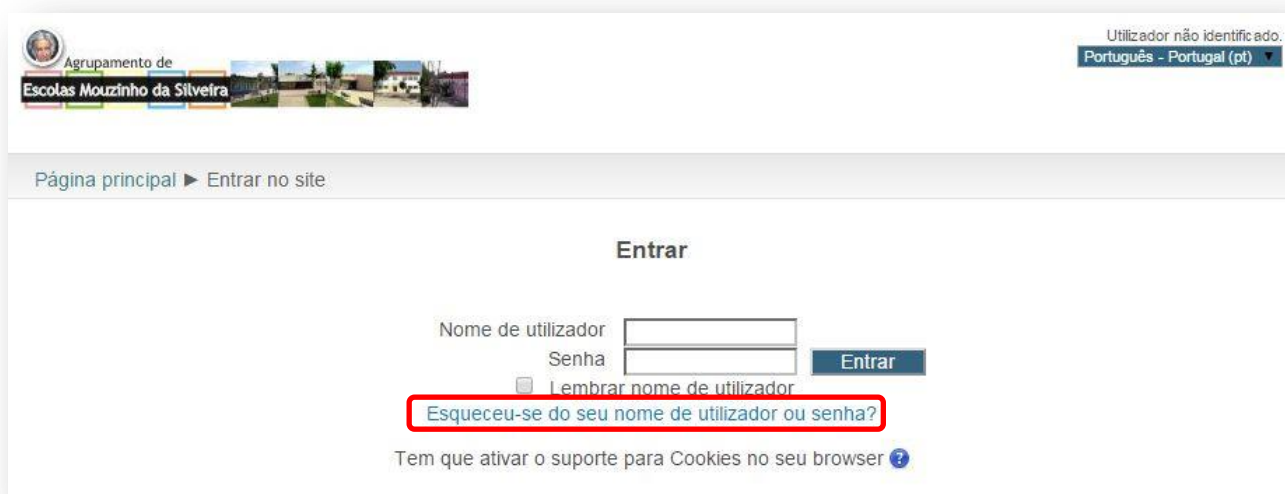 Utilizador não identificado.
Português - Portugal (pt)
Agrupamento de
Escolas Mouzinho da Silveira
Página principal ► Entrar no site
Entrar
Nome de utilizador
Senha
Entrar
Lembrar nome de utilizador
Esqueceu-se do seu nome de utilizador ou senha?
Tem que ativar o suporte para Cookies no seu browser ?